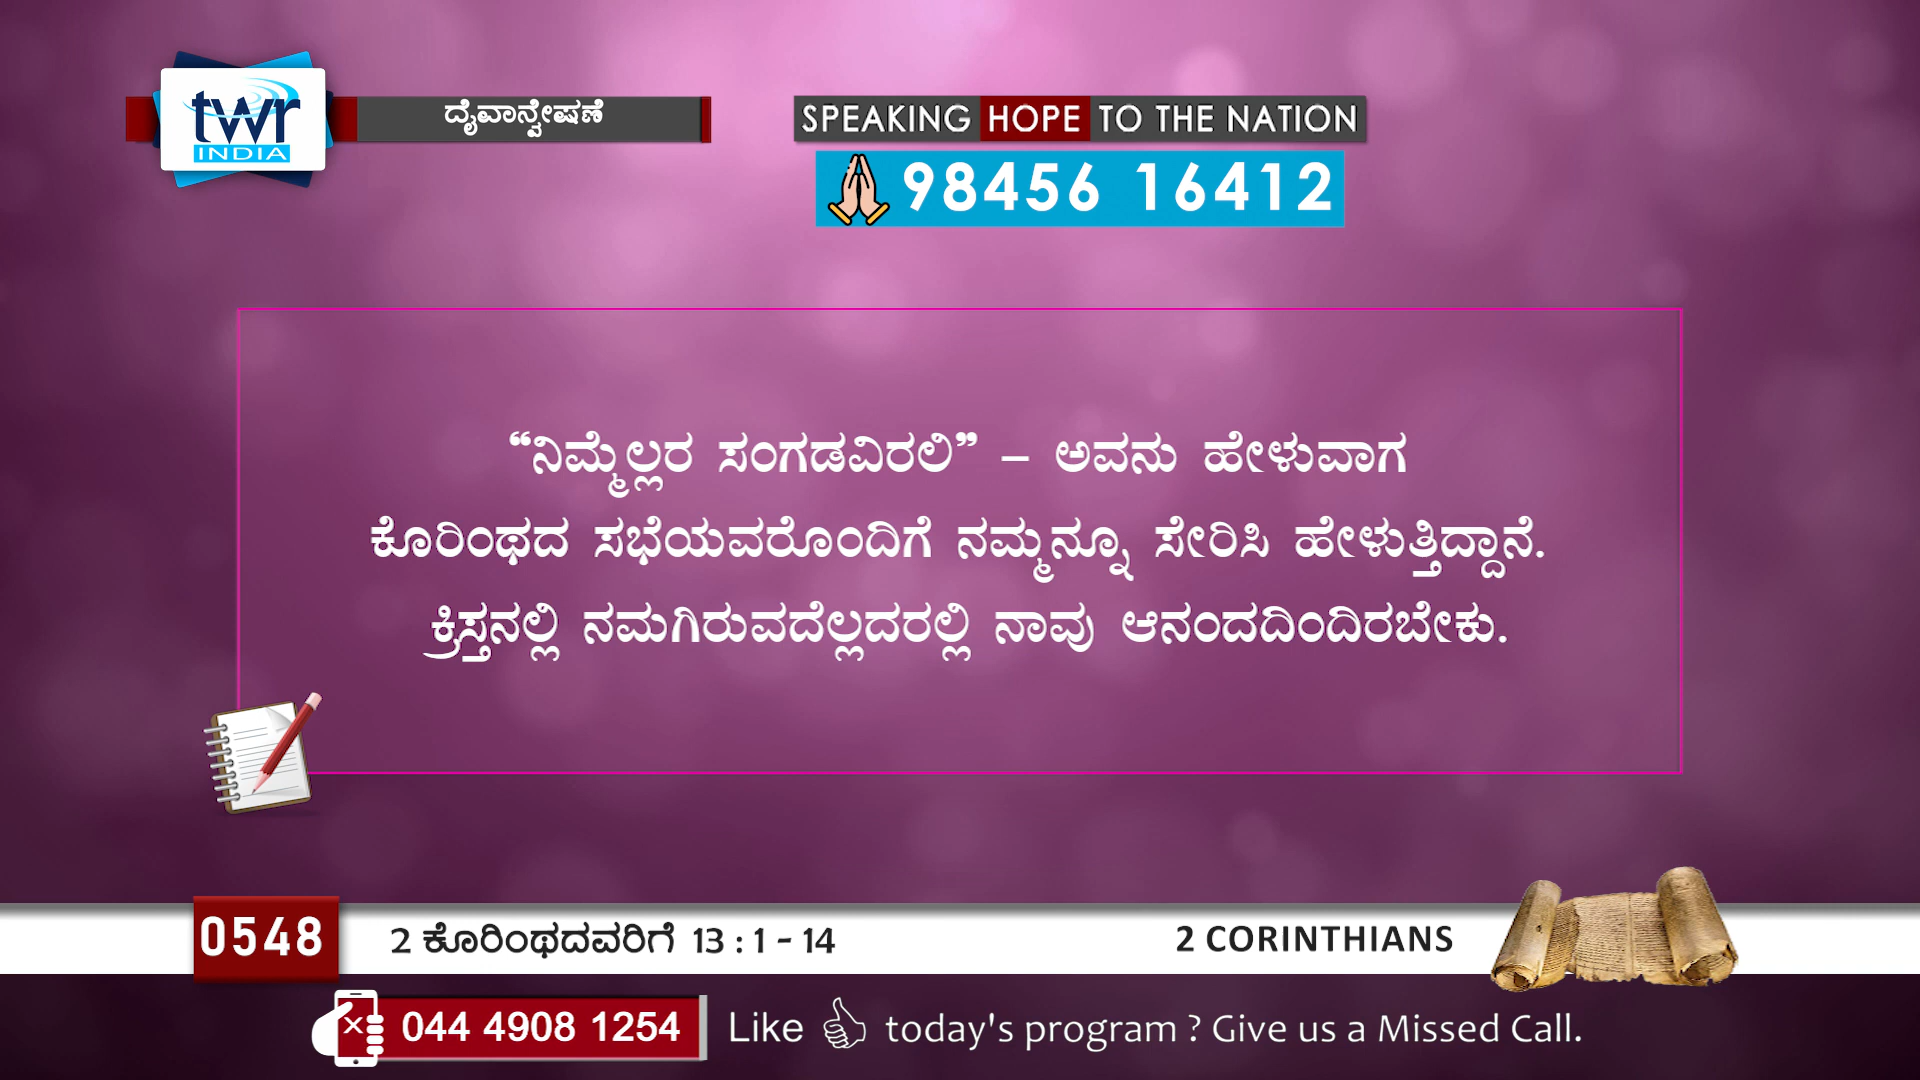 twr
INDIA
ದೈವಾನ್ವೇಷಣೆ
SPEAKING HOPE TO THE NATION
98456 16412
“ನಿಮ್ಮೆಲ್ಲರ ಸಂಗಡವಿರಲಿ” – ಅವನು ಹೇಳುವಾಗ
ಕೊರಿಂಥದ ಸಭೆಯವರೊಂದಿಗೆ ನಮ್ಮನ್ನೂ ಸೇರಿಸಿ ಹೇಳುತ್ತಿದ್ದಾನೆ.
ಕ್ರಿಸ್ತನಲ್ಲಿ ನಮಗಿರುವದೆಲ್ಲದರಲ್ಲಿ ನಾವು ಆನಂದದಿಂದಿರಬೇಕು.
0548
2 ಕೊರಿಂಥದವರಿಗೆ 13 : 1 - 14
2 CORINTHIANS
044 4908 1254
Like today's program ? Give us a Missed Call.